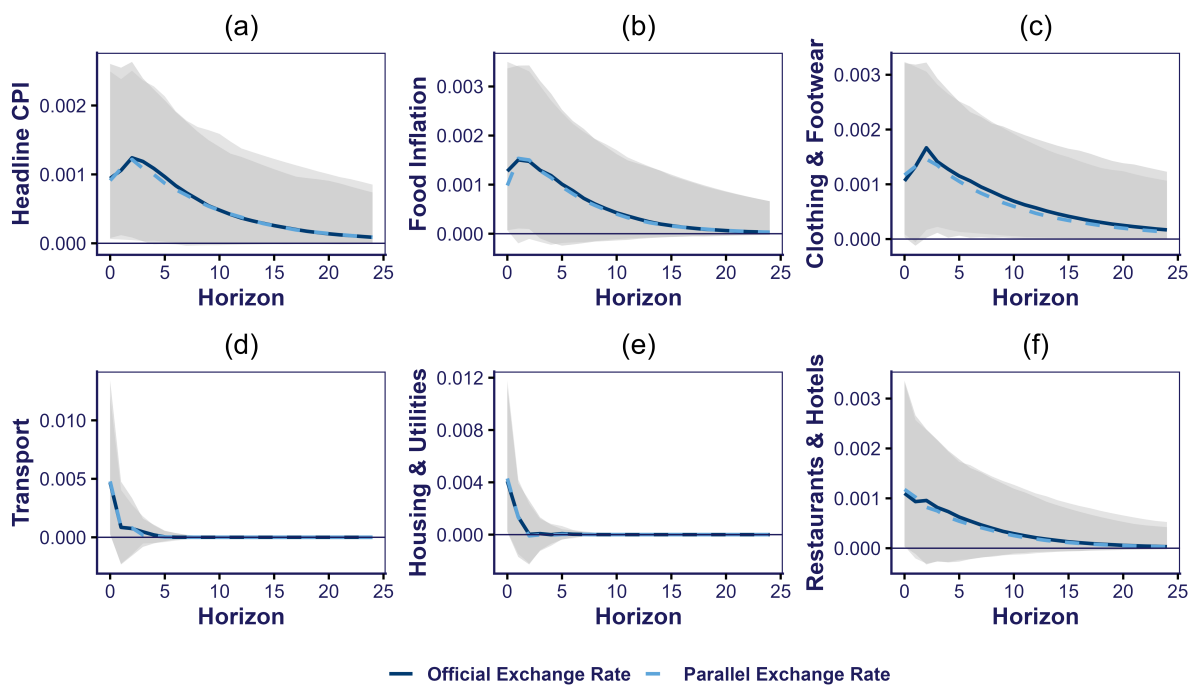 (a)
Headline CPI
0.002
0.001
0.000
0 5 10 15 20 25
Horizon
(b)
Food Inflation
0.003
0.002
0.001
0.000
0 5 10 15 20 25
Horizon
(c)
Clothing & Footwear
0.003
0.002
0.001
0.000
0 5 10 15 20 25
Horizon
(d)
Transport
0.010
0.005
0.000
0 5 10 15 20 25
Horizon
(e)
Housing & Utilities
0.012
0.008
0.004
0.000
0 5 10 15 20 25
Horizon
(f)
Restaurants & Hotels
0.003
0.002
0.001
0.000
0 5 10 15 20 25
Horizon
Official Exchange Rate Parallel Exchange Rate